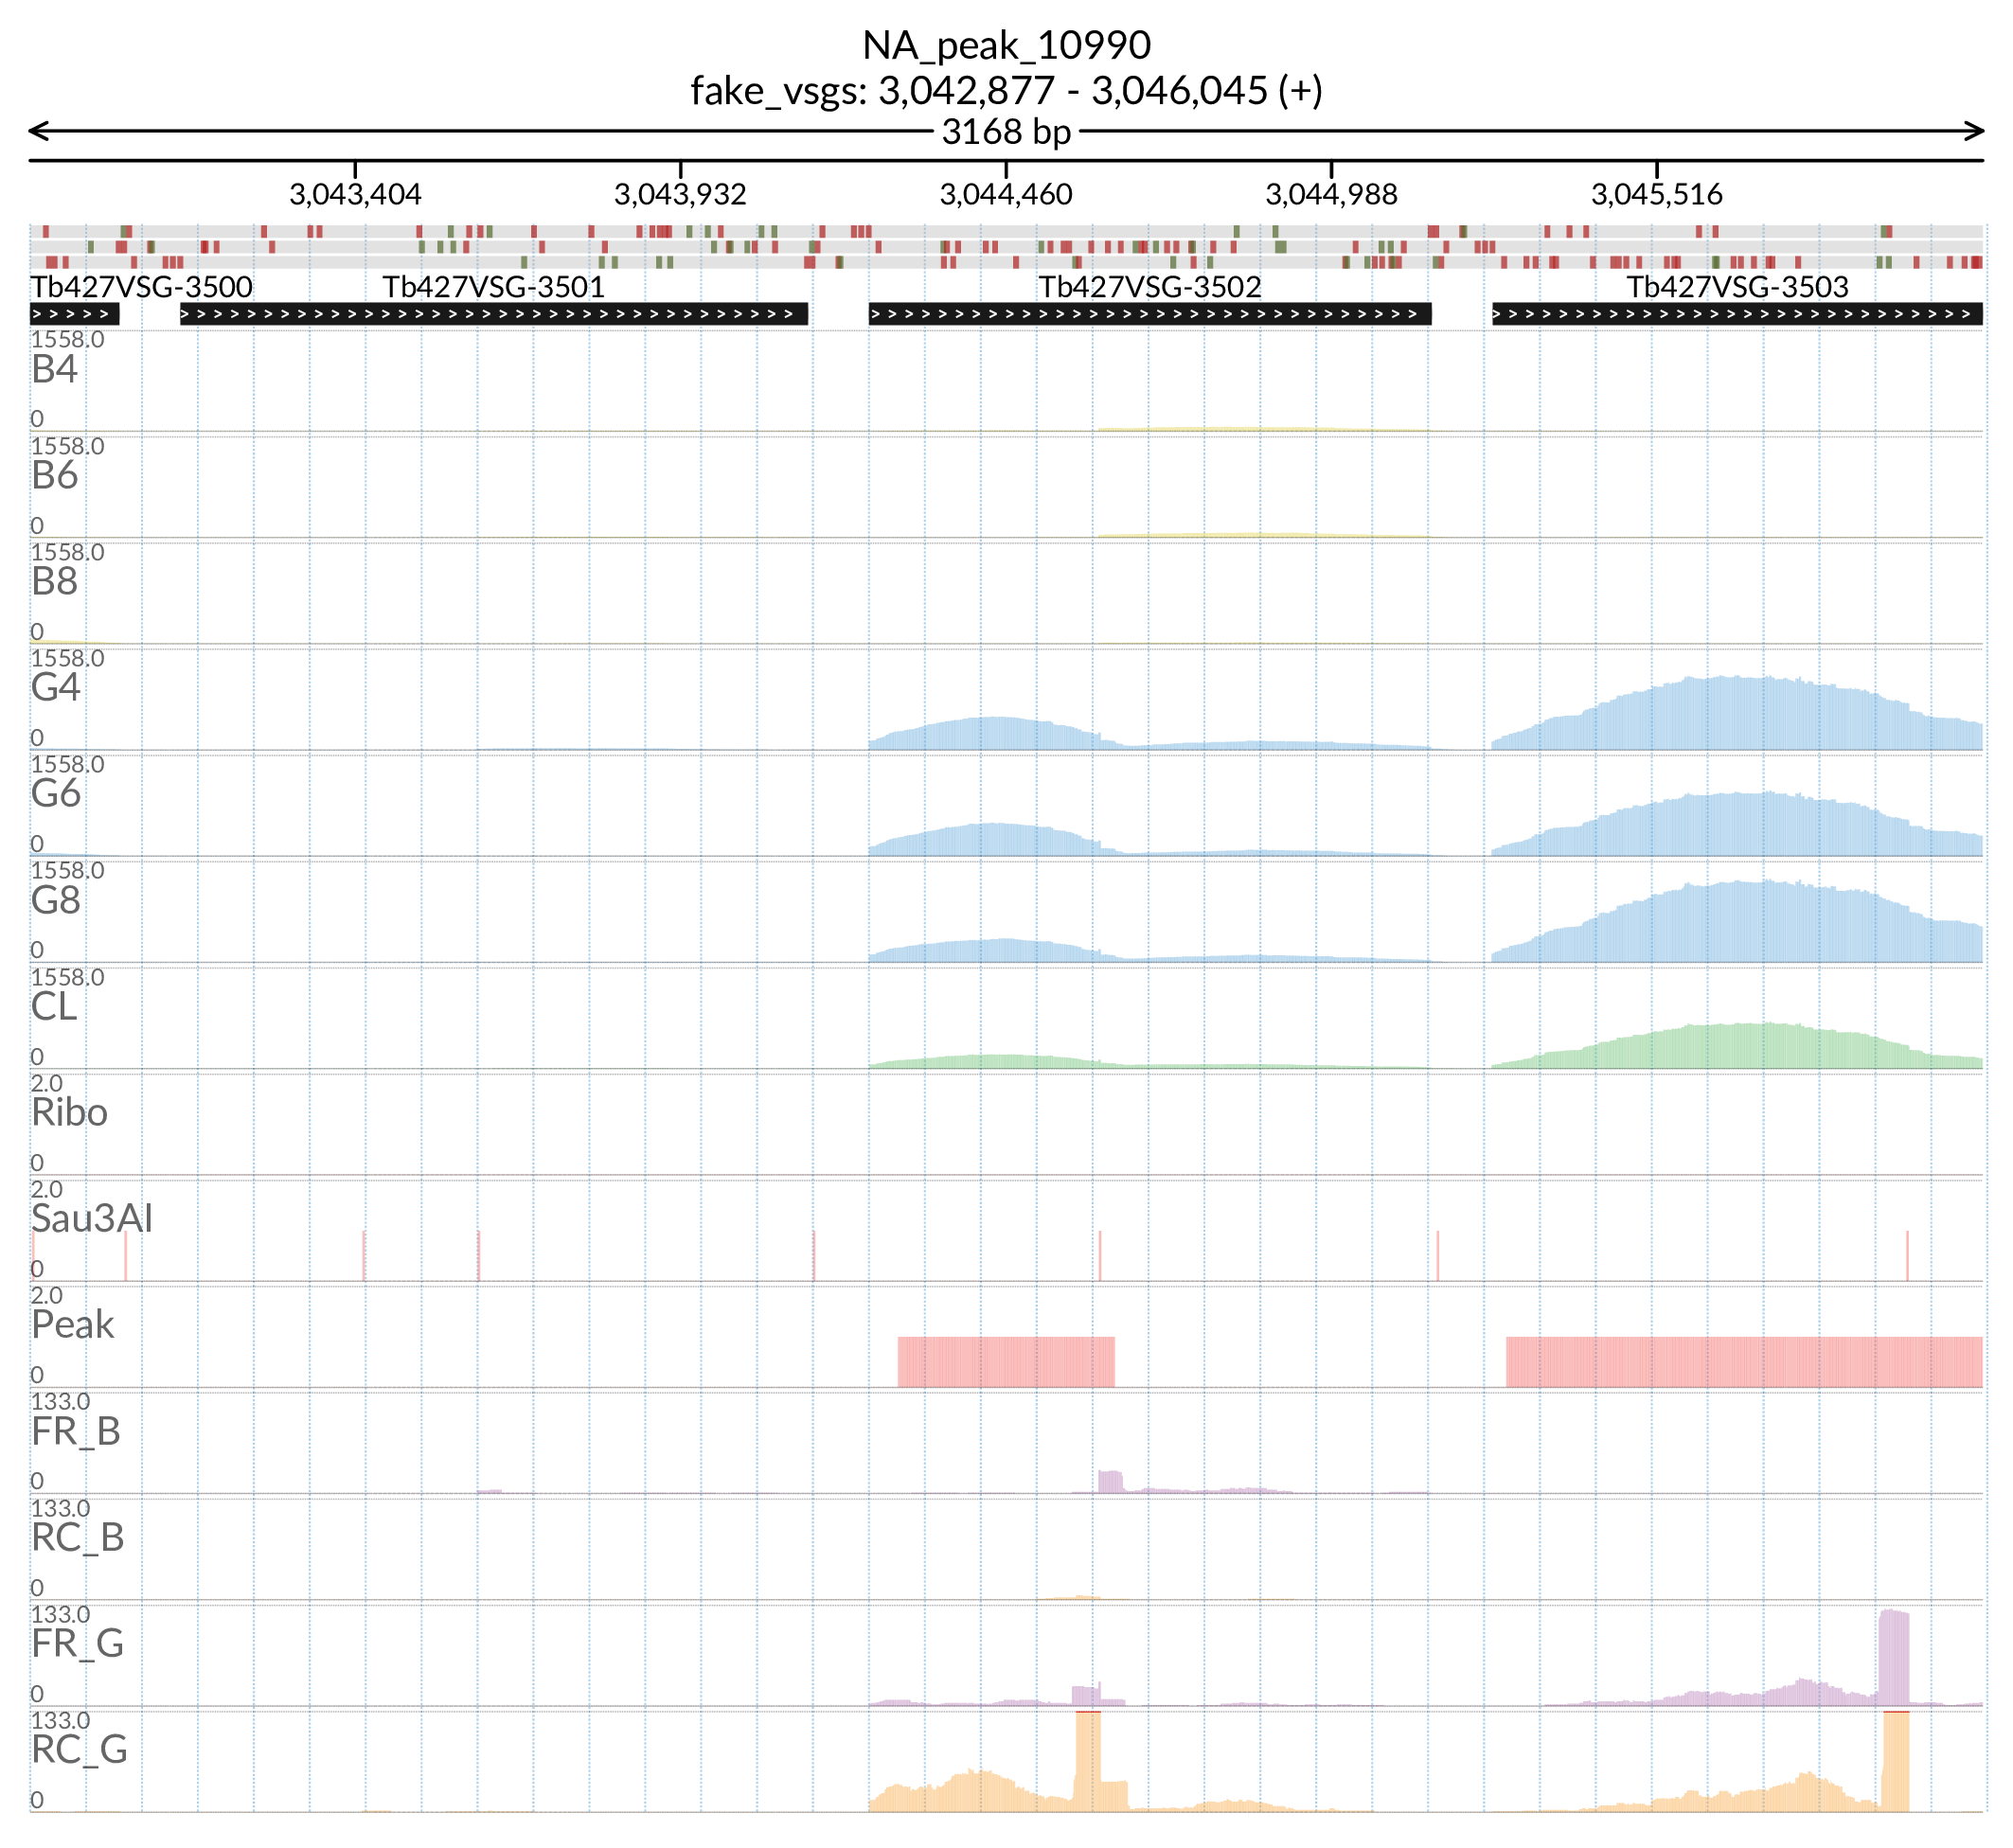 NA_peak_10990
fake_vsgs: 3,042,877 - 3,046,045 (+)
3168 bp
3,043,404 3,043,932 3,044,460 3,044,988 3,045,516
Tb427VSG-3500 Tb427VSG-3501 Tb427VSG-3502 Tb427VSG-3503
1558.0
B4
0
1558.0
B6
0
1558.0
B8
0
1558.0
G4
0
1558.0
G6
0
1558.0
G8
0
1558.0
CL
0
2.0
Ribo
0
2.0
Sau3AI
0
2.0
Peak
0
133.0
FR_B
0
133.0
RC_B
0
133.0
FR_G
0
133.0
RC_G
0